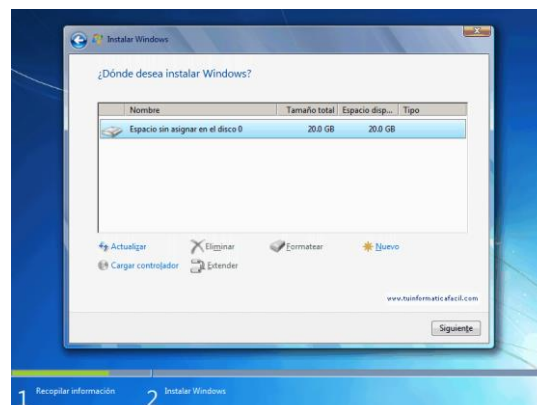 Instalar Windows
¿Dónde desea instalar Windows?
Nombre Tamaño total Espacio disp... Tipo
Espacio sin asignar en el disco 0 20.0 GB 20.0 GB
Actualizar Eliminar Formatear Nuevo
Cargar controlador Extender
www.tuinformaticafacil.com
Siguiente
1 Recopilar información 2 Instalar Windows